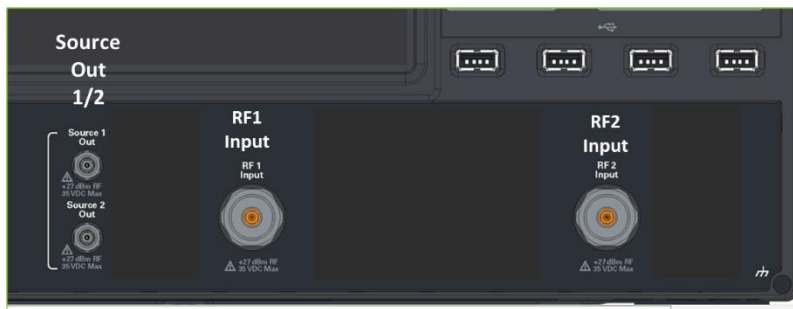 Source
Out
1/2
Source 1
Out
+27 dBm RF
35 VDC Max
Source 2
Out
+27 dBm RF
35 VDC Max
RF1
Input
RF 1
Input
+27 dBm RF
35 VDC Max
RF2
Input
RF 2
Input
+27 dBm RF
35 VDC Max